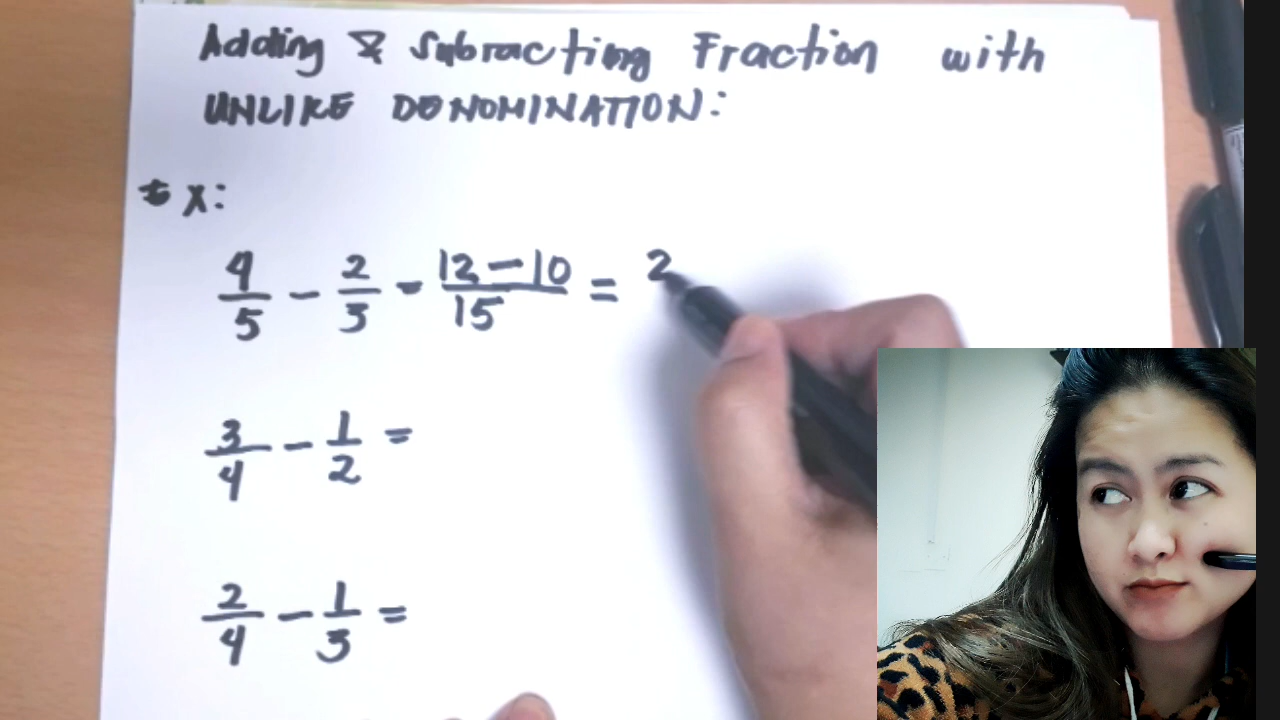 Adding & Subracting Fraction with
UNLIKE DENOMINATION:
* x:
4/5 - 2/3 - 12-10/15 = 2
3/4 - 1/2 =
2/4 - 1/3 =